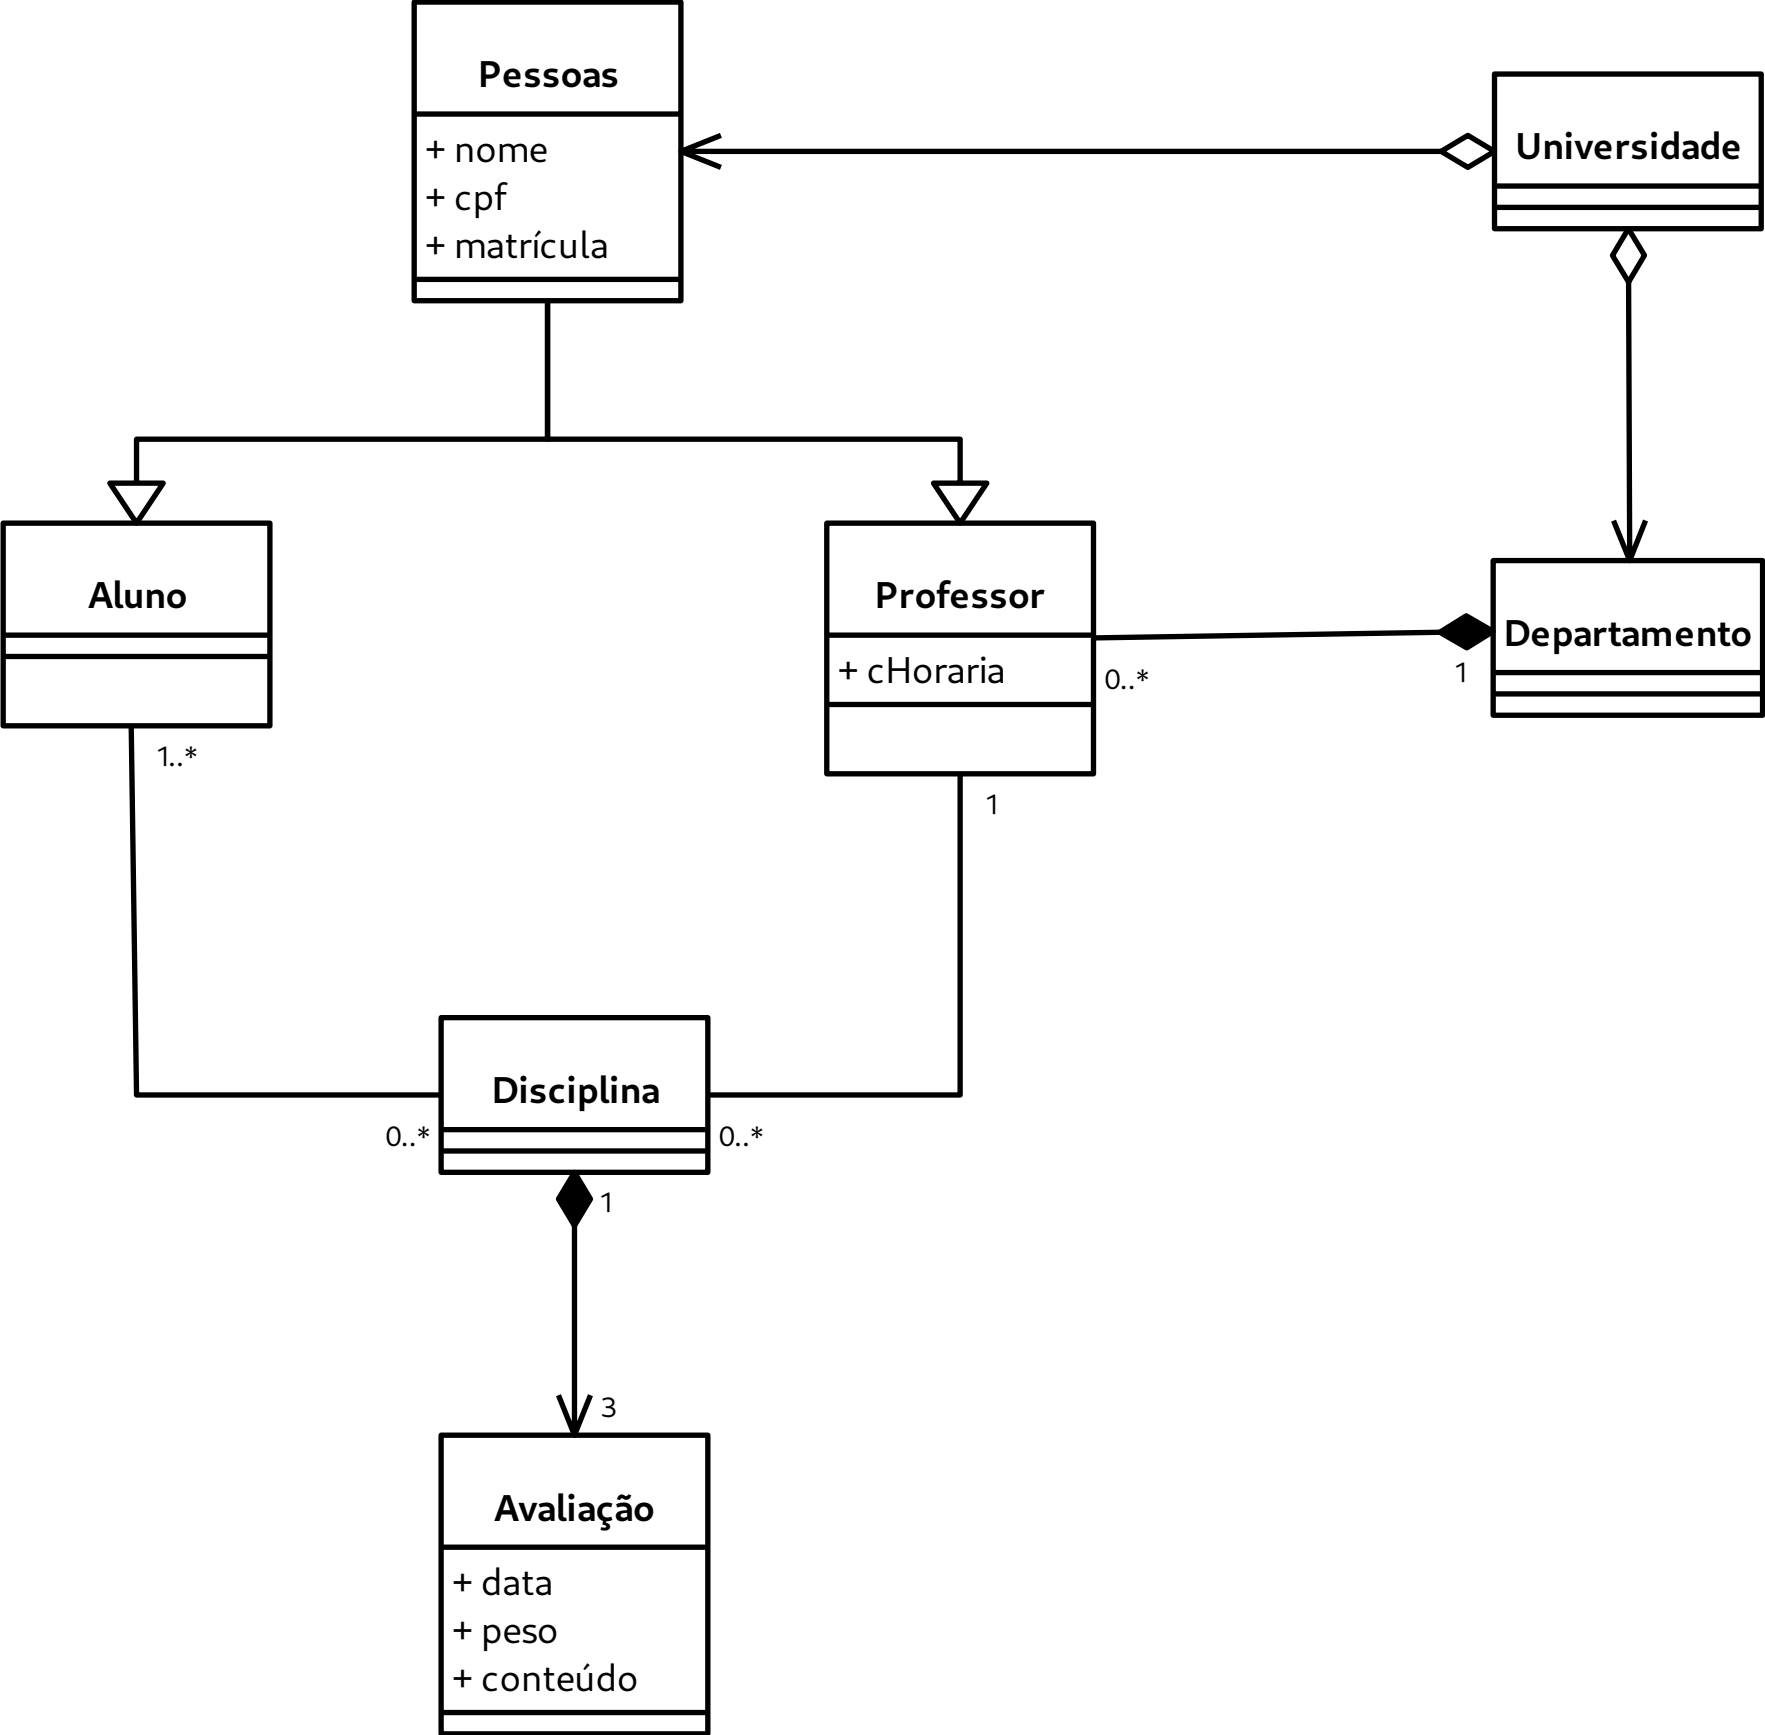 Pessoas
+ nome
+ cpf
+ matrícula
Universidade
Aluno
1..*
Professor
+ cHoraria
0..*
1
1
Departamento
Disciplina
0..*
0..*
1
3
Avaliação
+ data
+ peso
+ conteúdo